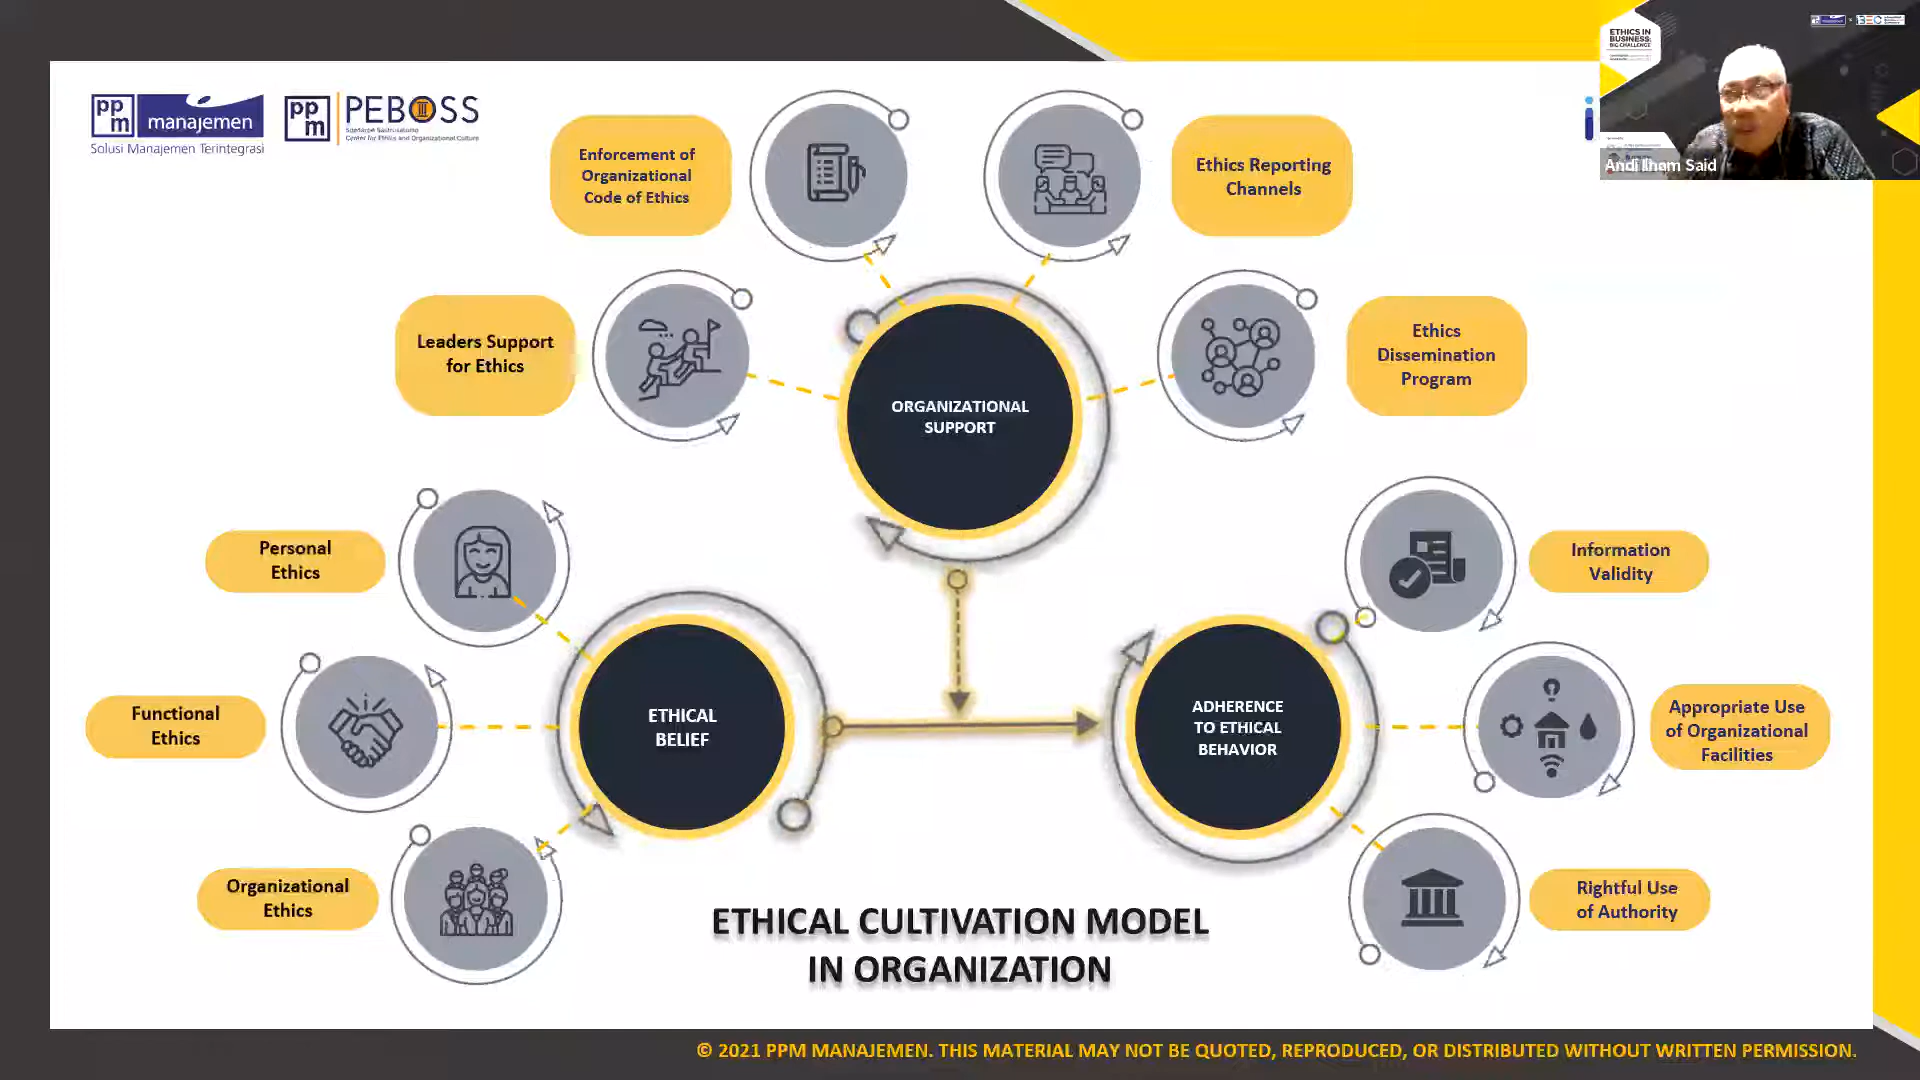 ppm
manajemen
Solusi Manajemen Terintegrasi
ppm
PEBOSS
Center for Ethics and Organizational Culture
ETHICS IN
BUSINESS:
BIG CHALLENGE
Andi Ilham Said
Enforcement of
Organizational
Code of Ethics
Ethics Reporting
Channels
Leaders Support
for Ethics
Ethics
Dissemination
Program
ORGANIZATIONAL
SUPPORT
Personal
Ethics
Information
Validity
Functional
Ethics
ETHICAL
BELIEF
ADHERENCE
TO ETHICAL
BEHAVIOR
Appropriate Use
of Organizational
Facilities
Organizational
Ethics
Rightful Use
of Authority
ETHICAL CULTIVATION MODEL
IN ORGANIZATION
© 2021 PPM MANAJEMEN. THIS MATERIAL MAY NOT BE QUOTED, REPRODUCED, OR DISTRIBUTED WITHOUT WRITTEN PERMISSION.